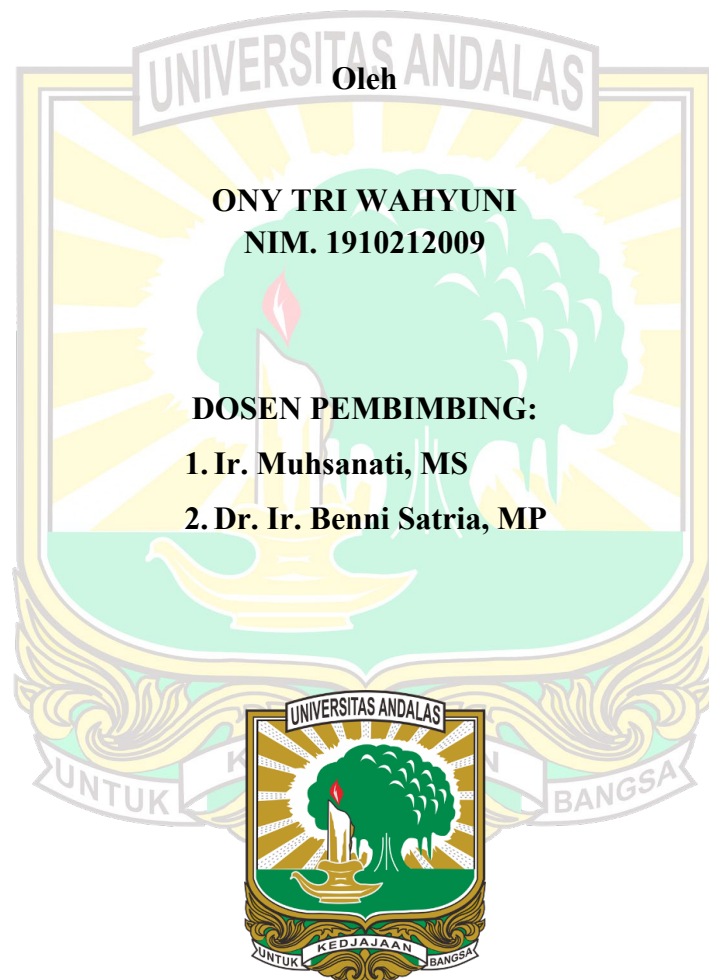 UNIVERSITAS ANDALAS
Oleh
ONY TRI WAHYUNI
NIM. 1910212009
DOSEN PEMBIMBING:
1. Ir. Muhsanati, MS
2. Dr. Ir. Benni Satria, MP
UNIVERSITAS ANDALAS
UNTUK K N BANGSA
UNTUK KEDJAJAAN BANGSA